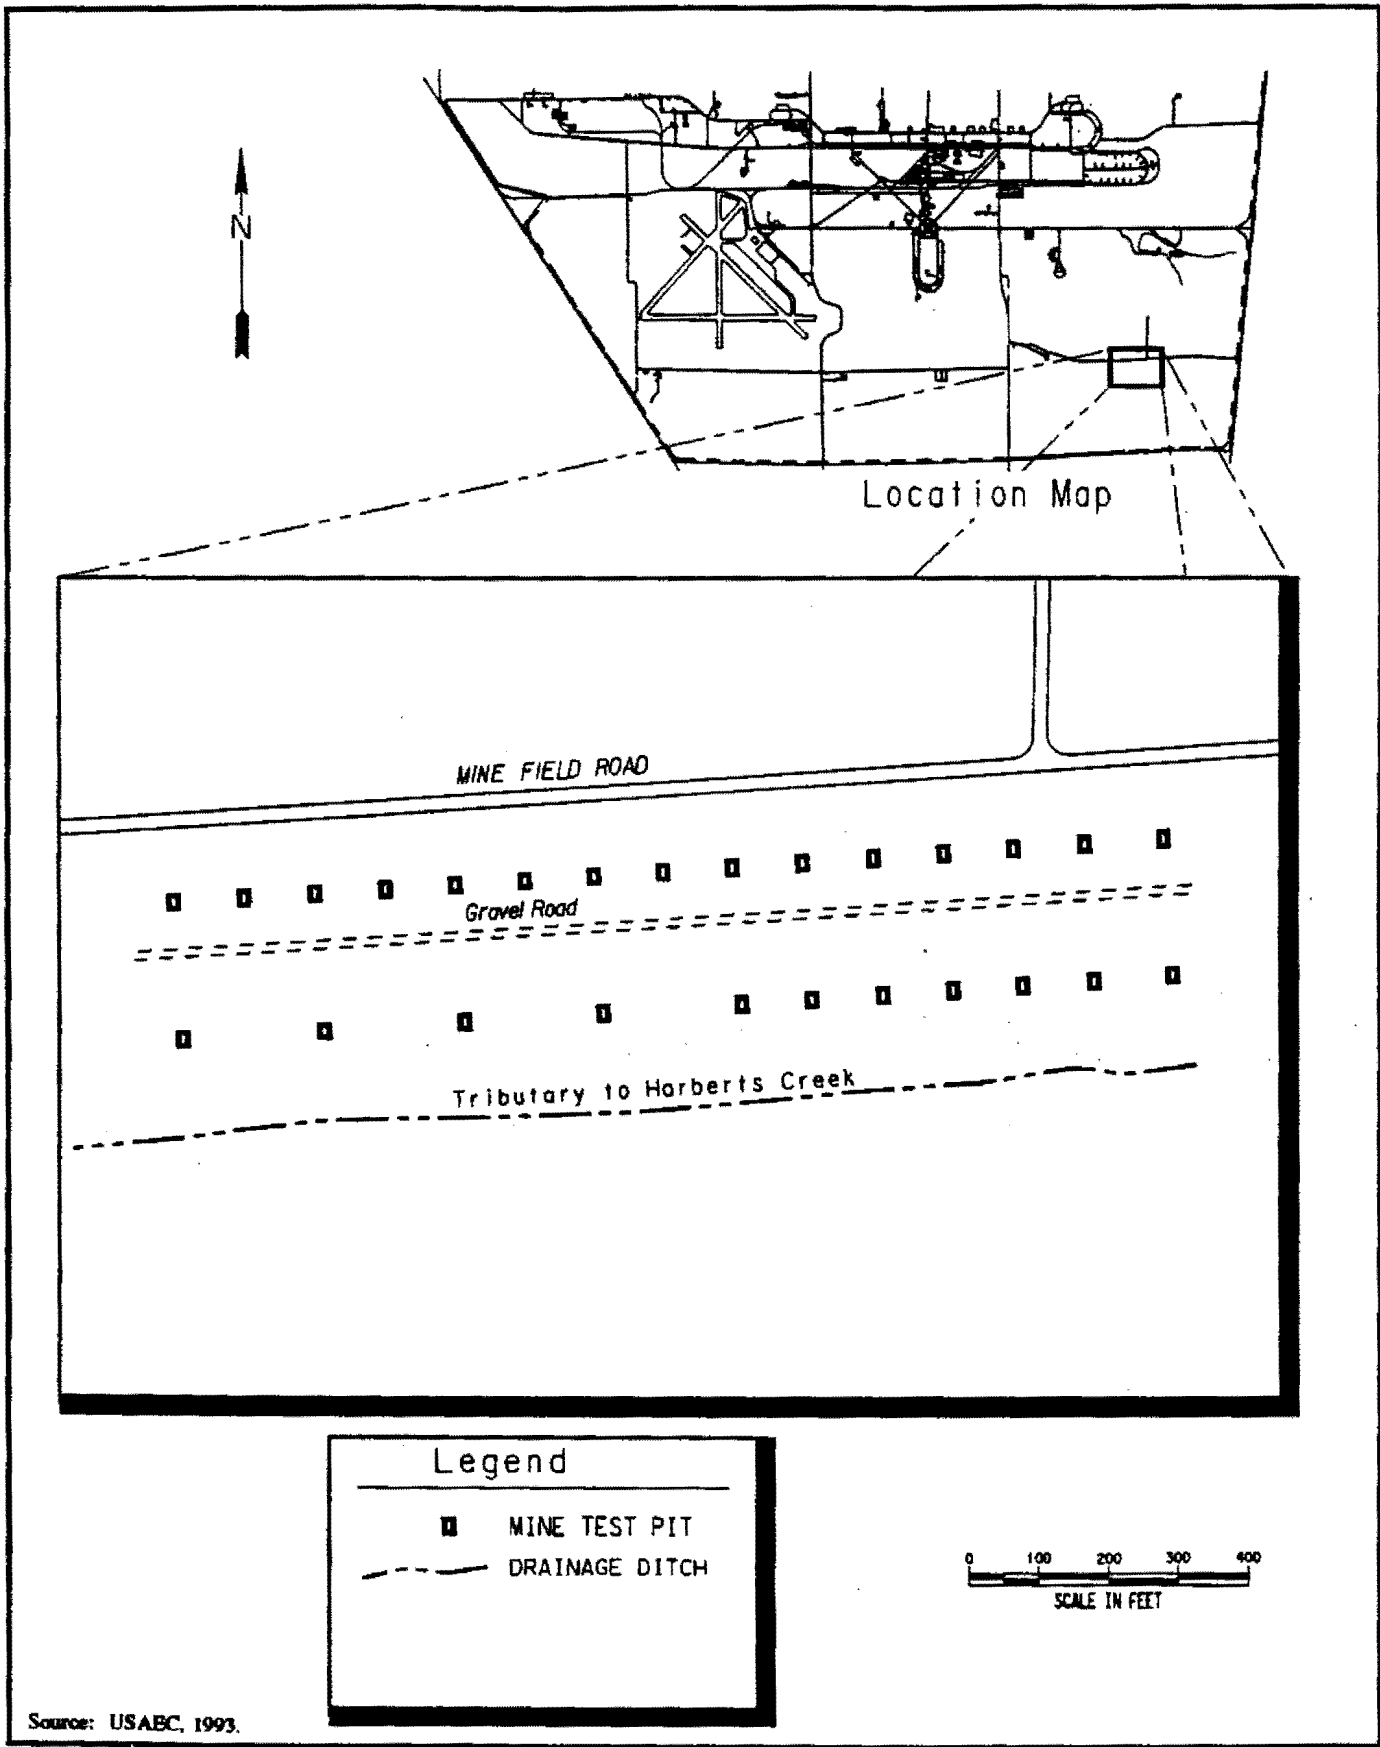 N
Location Map
MINE FIELD ROAD
Gravel Road
Tributary to Harberts Creek
Legend
MINE TEST PIT
DRAINAGE DITCH
0 100 200 300 400
SCALE IN FEET
Source: USAEC, 1993.